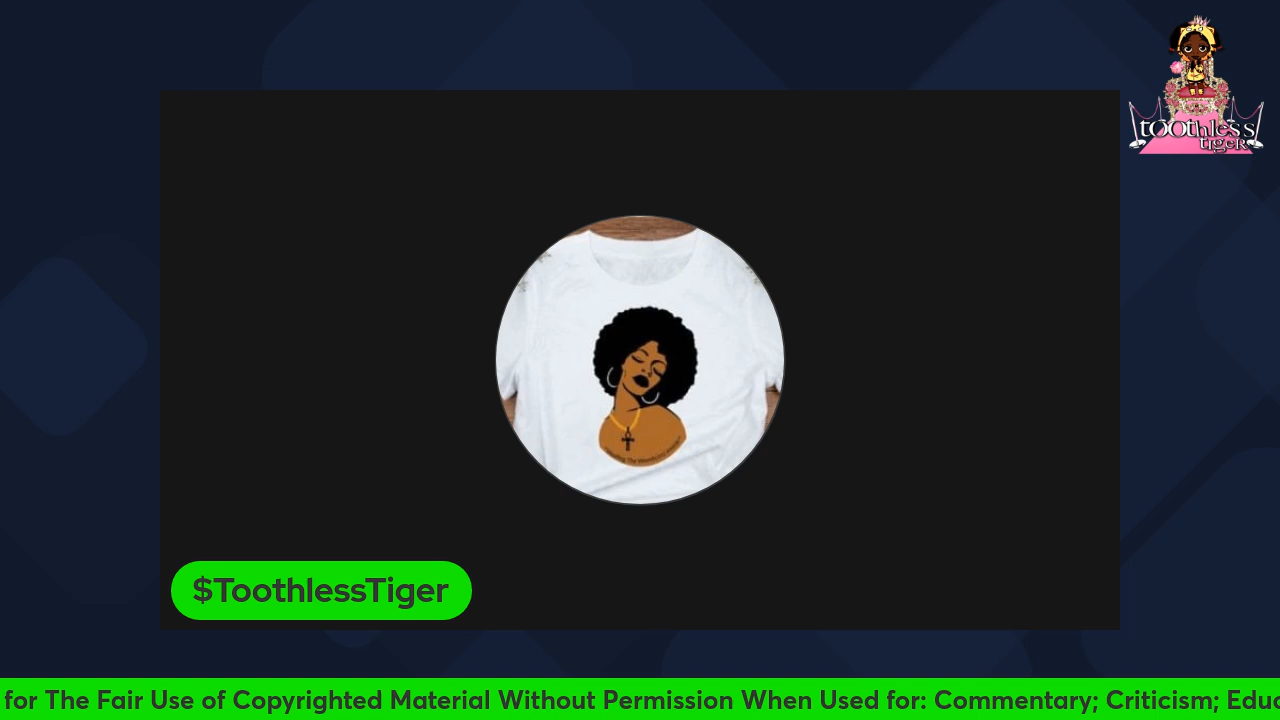 toothless
tiger
$ToothlessTiger
for The Fair Use of Copyrighted Material Without Permission When Used for: Commentary; Criticism; Educ